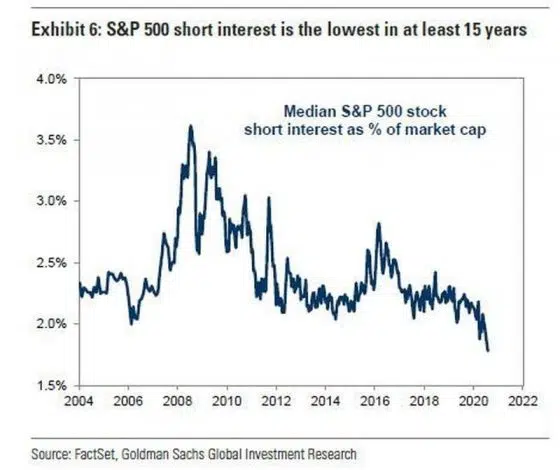 Exhibit 6: S&P 500 short interest is the lowest in at least 15 years
4.0%
Median S&P 500 stock
short interest as % of market cap
3.5%
3.0%
2.5%
2.0%
1.5%
2004 2006 2008 2010 2012 2014 2016 2018 2020 2022
Source: FactSet, Goldman Sachs Global Investment Research